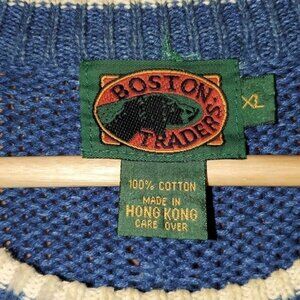 BOSTON
TRADERS
XL
100% COTTON
MADE IN
HONG KONG
CARE OVER